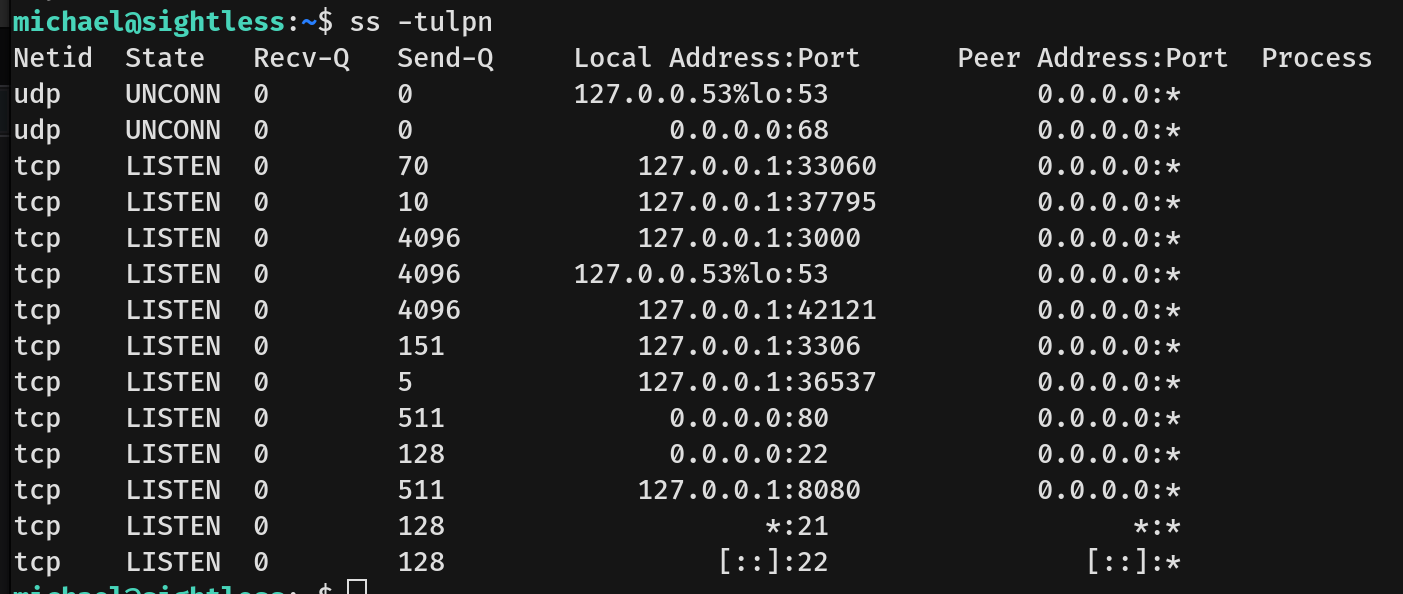 michael@sightless:~$ ss -tulpn
Netid State Recv-Q Send-Q Local Address:Port Peer Address:Port Process
udp UNCONN 0 0 127.0.0.53%lo:53 0.0.0.0:*
udp UNCONN 0 0 0.0.0.0:68 0.0.0.0:*
tcp LISTEN 0 70 127.0.0.1:33060 0.0.0.0:*
tcp LISTEN 0 10 127.0.0.1:37795 0.0.0.0:*
tcp LISTEN 0 4096 127.0.0.1:3000 0.0.0.0:*
tcp LISTEN 0 4096 127.0.0.53%lo:53 0.0.0.0:*
tcp LISTEN 0 4096 127.0.0.1:42121 0.0.0.0:*
tcp LISTEN 0 151 127.0.0.1:3306 0.0.0.0:*
tcp LISTEN 0 5 127.0.0.1:36537 0.0.0.0:*
tcp LISTEN 0 511 0.0.0.0:80 0.0.0.0:*
tcp LISTEN 0 128 0.0.0.0:22 0.0.0.0:*
tcp LISTEN 0 511 127.0.0.1:8080 0.0.0.0:*
tcp LISTEN 0 128 *:21 *:*
tcp LISTEN 0 128 [::]:22 [::]:*
michael@sightless:~$